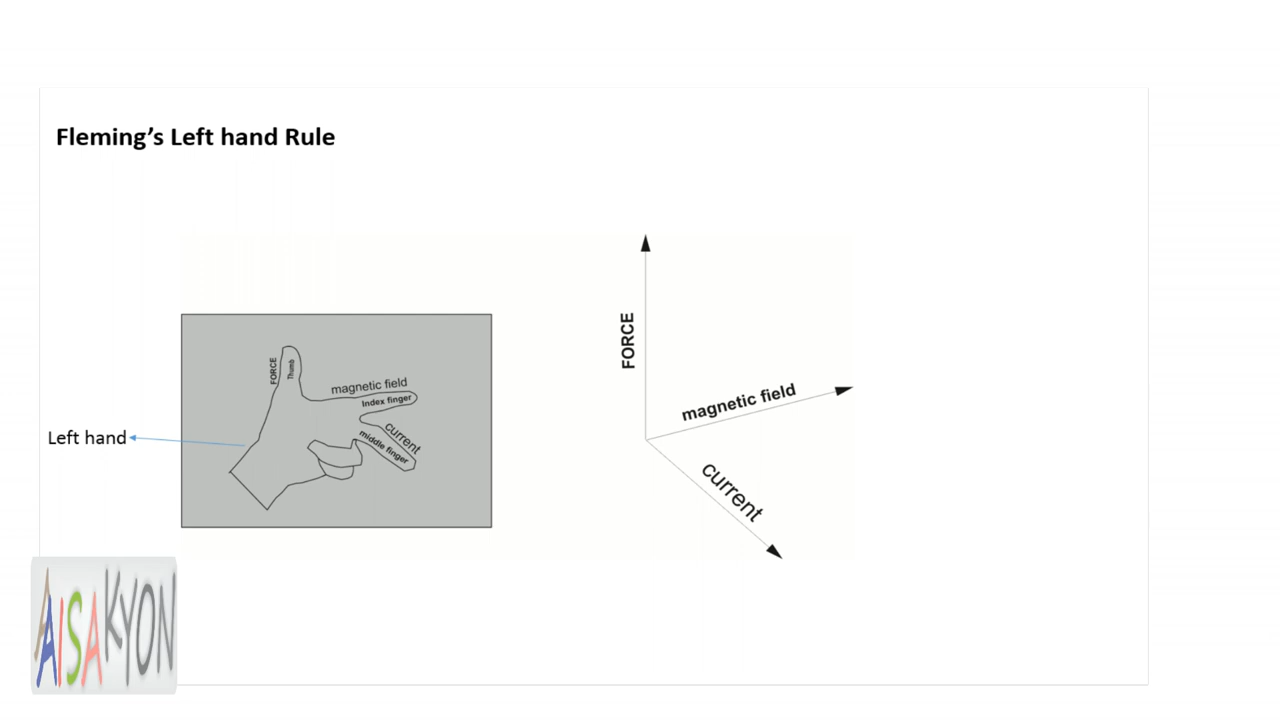 Fleming's Left hand Rule
FORCE
Thumb
magnetic field
Index finger
current
middle finger
Left hand
FORCE
magnetic field
current
AISAKYON